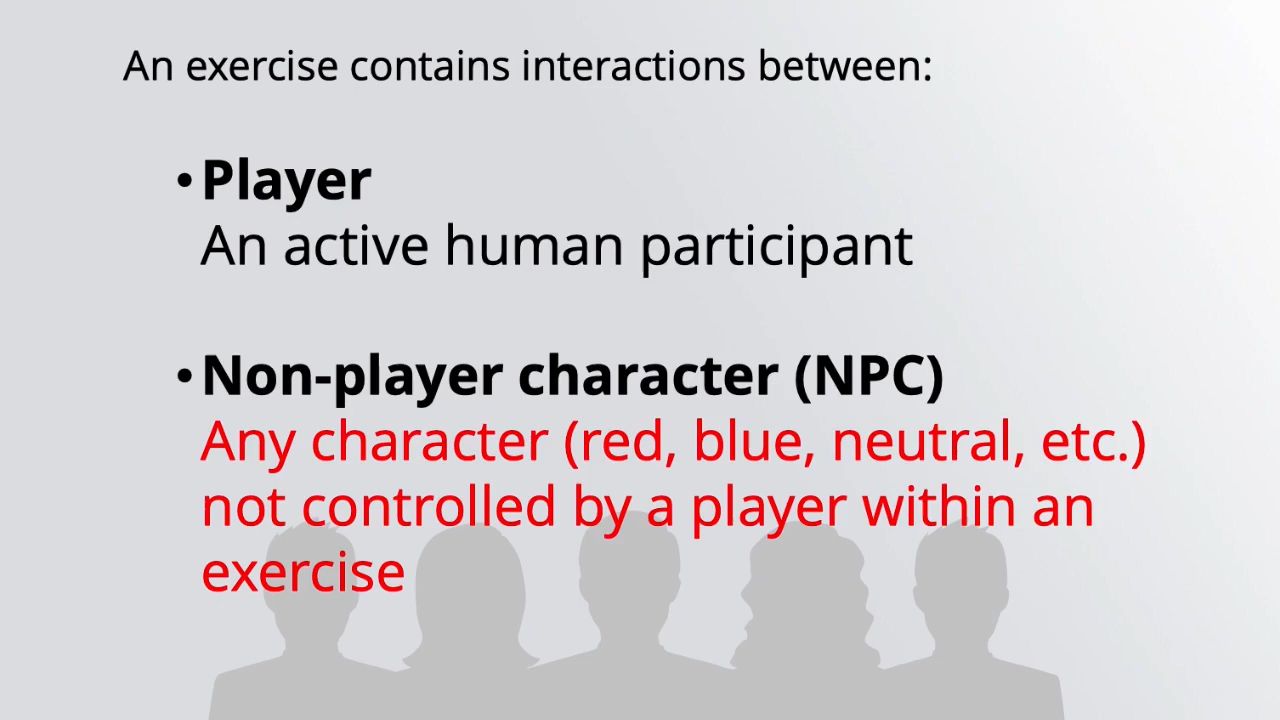 An exercise contains interactions between:
• Player
An active human participant
• Non-player character (NPC)
Any character (red, blue, neutral, etc.)
not controlled by a player within an
exercise